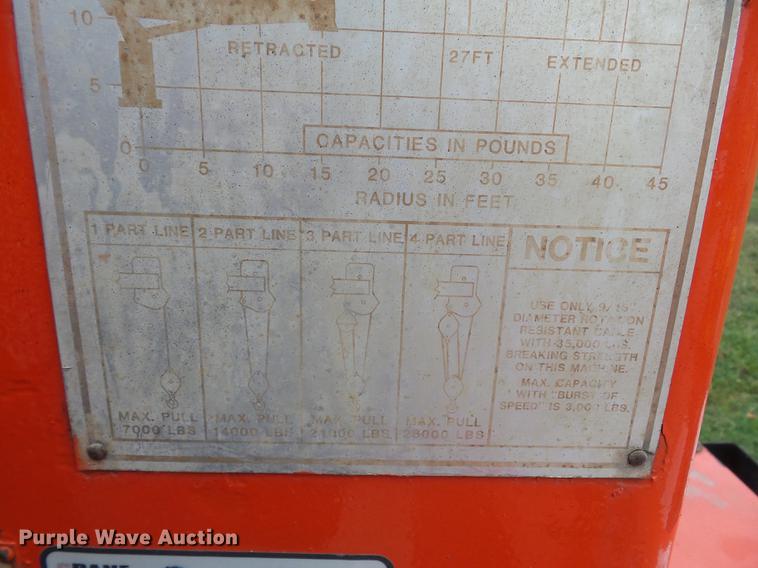 10
RETRACTED 27FT EXTENDED
5
0
CAPACITIES IN POUNDS
0 5 10 15 20 25 30 35 40 45
RADIUS IN FEET
1 PART LINE 2 PART LINE 3 PART LINE 4 PART LINE
NOTICE
USE ONLY 9/16"
DIAMETER ROTATION
RESISTANT CABLE
WITH 35,000 LBS.
BREAKING STRENGTH
ON THIS MACHINE.
MAX. CAPACITY
WITH "BURST OF
SPEED" IS 3,000 LBS.
MAX. PULL MAX. PULL MAX. PULL MAX. PULL
7000 LBS 14000 LBS 21000 LBS 28000 LBS
Purple Wave Auction